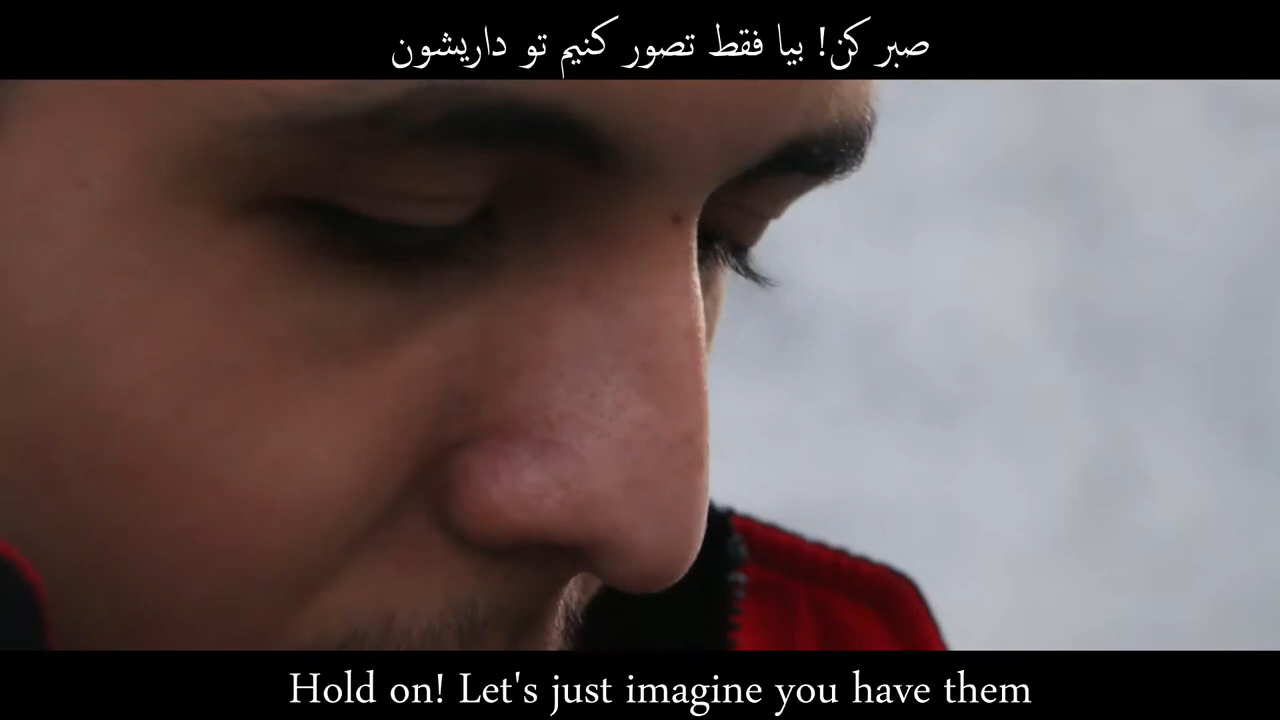 صبر کن! بیا فقط تصور کنیم تو داریشون
Hold on! Let's just imagine you have them